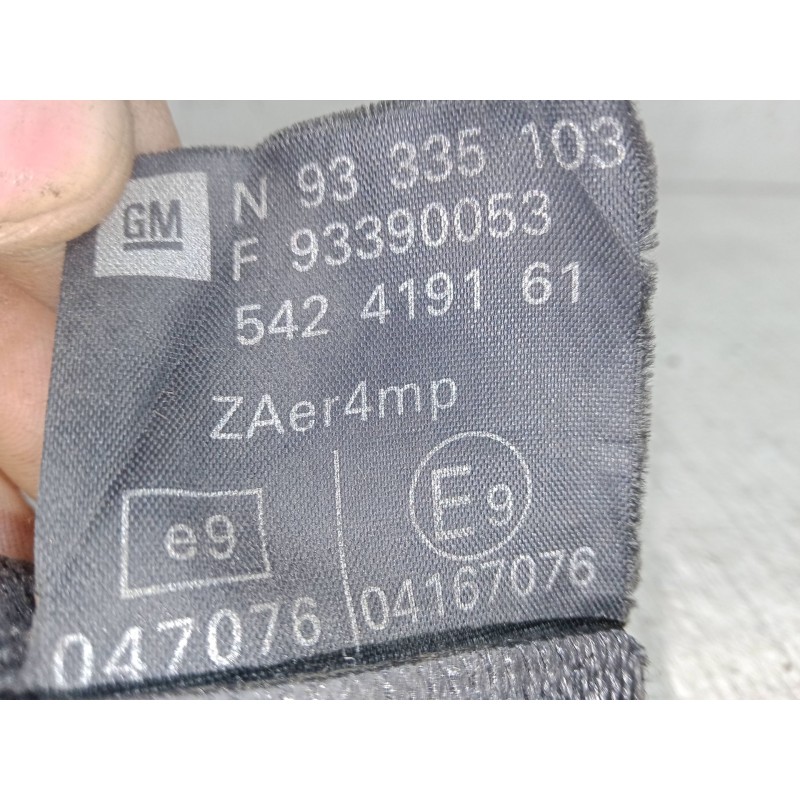 GM
N 93 335 103
F 93390053
542 4191 61
ZAer4mp
e9
E9
047076
04167076